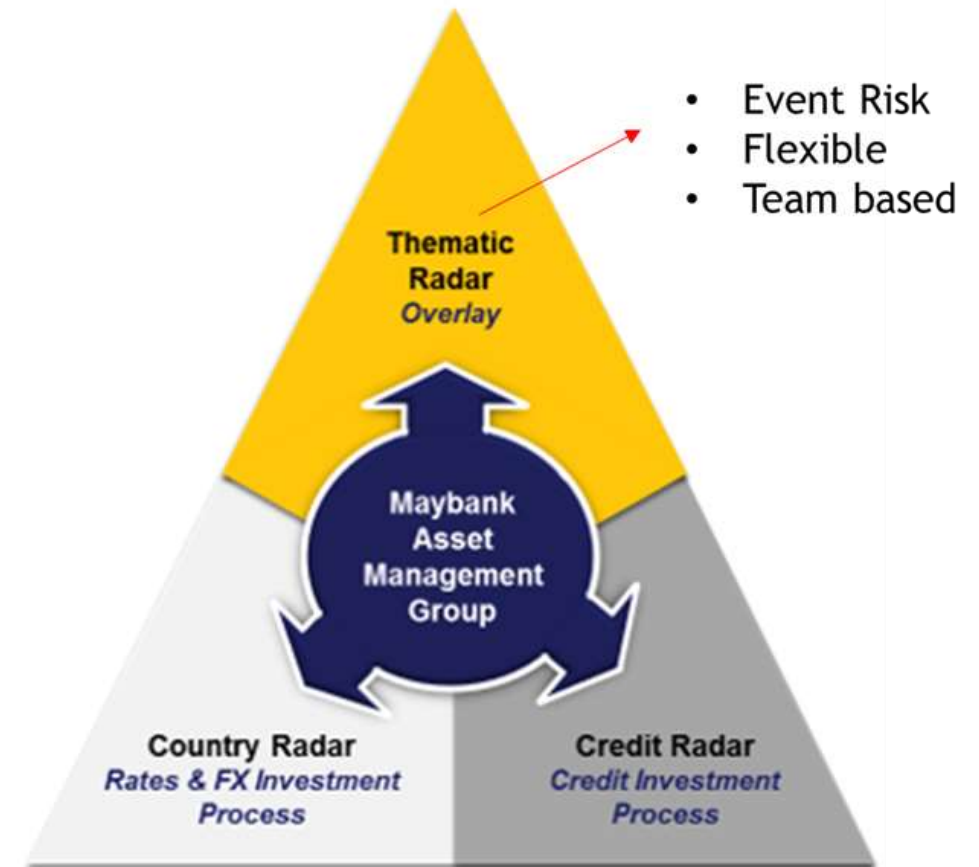 • Event Risk
• Flexible
• Team based
Thematic
Radar
Overlay
Maybank
Asset
Management
Group
Country Radar
Rates & FX Investment
Process
Credit Radar
Credit Investment
Process